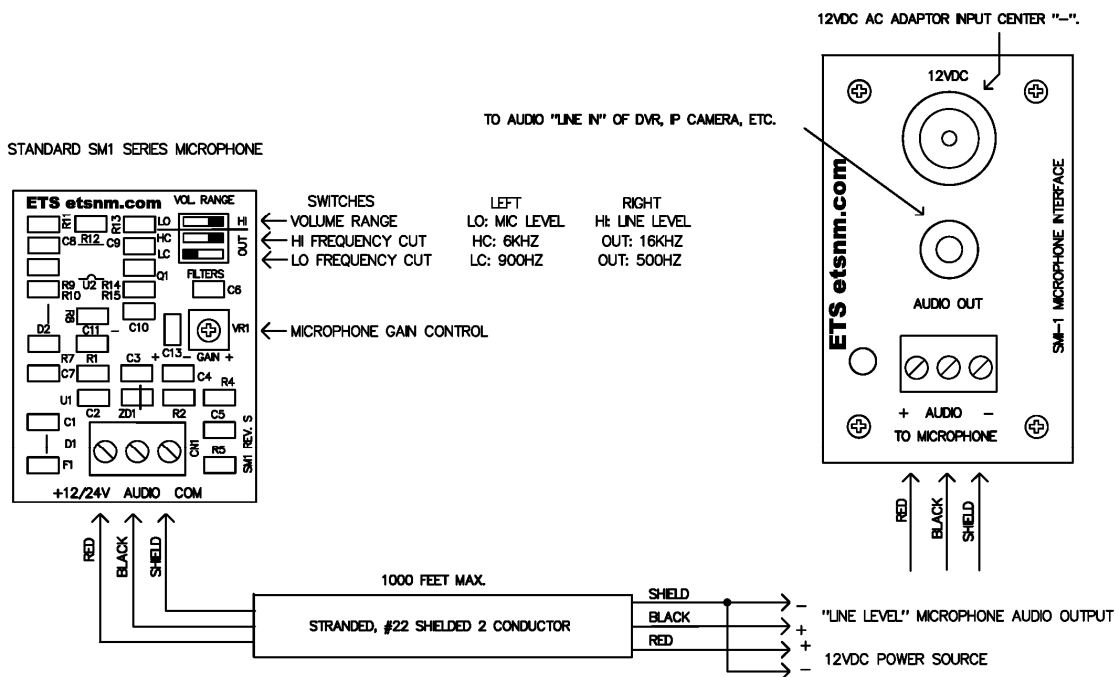 12VDC AC ADAPTOR INPUT CENTER "–".
12VDC
TO AUDIO "LINE IN" OF DVR, IP CAMERA, ETC.
AUDIO OUT
ETS etsnm.com
SMI-1 MICROPHONE INTERFACE
+ AUDIO –
TO MICROPHONE
RED
BLACK
SHIELD
STANDARD SM1 SERIES MICROPHONE
ETS etsnm.com
VOL. RANGE
LO
HI
HC
LC
OUT
FILTERS
R11
R12
R13
C8
C9
Q1
R9
R10
U2
R14
R15
C6
D2
R8
C11
–
C10
C13
VR1
– GAIN +
R7
C7
R1
C3
+
C4
R4
U1
C2
ZD1
R2
C5
C1
D1
F1
CN1
R5
SM1 REV. S
+12/24V AUDIO COM
SWITCHES LEFT RIGHT
VOLUME RANGE LO: MIC LEVEL HI: LINE LEVEL
HI FREQUENCY CUT HC: 6KHZ OUT: 16KHZ
LO FREQUENCY CUT LC: 900HZ OUT: 500HZ
MICROPHONE GAIN CONTROL
RED
BLACK
SHIELD
1000 FEET MAX.
STRANDED, #22 SHIELDED 2 CONDUCTOR
SHIELD
BLACK
RED
–
+
"LINE LEVEL" MICROPHONE AUDIO OUTPUT
+
–
12VDC POWER SOURCE